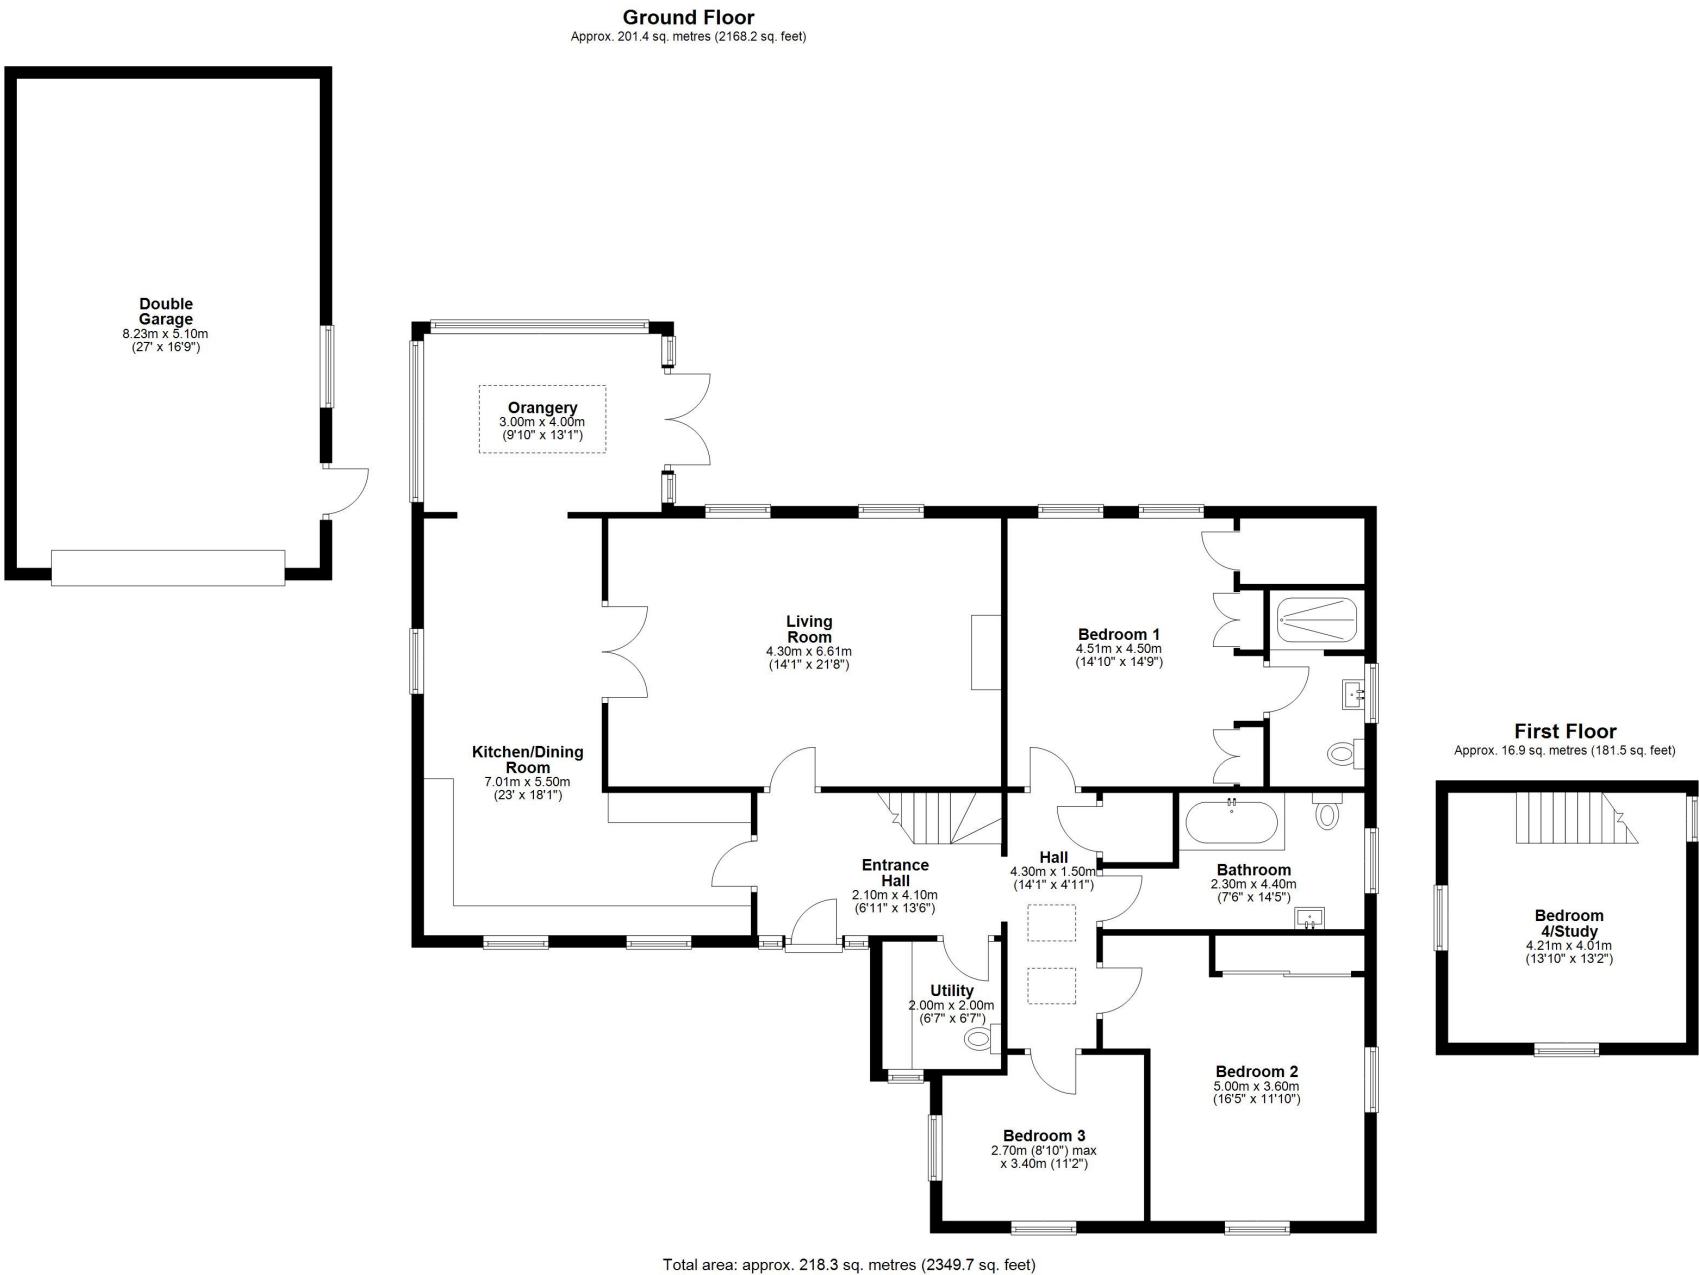 Ground Floor
Approx. 201.4 sq. metres (2168.2 sq. feet)
Double
Garage
8.23m x 5.10m
(27' x 16'9")
Orangery
3.00m x 4.00m
(9'10" x 13'1")
Living
Room
4.30m x 6.61m
(14'1" x 21'8")
Bedroom 1
4.51m x 4.50m
(14'10" x 14'9")
Kitchen/Dining
Room
7.01m x 5.50m
(23' x 18'1")
Entrance
Hall
2.10m x 4.10m
(6'11" x 13'6")
Hall
4.30m x 1.50m
(14'1" x 4'11")
Bathroom
2.30m x 4.40m
(7'6" x 14'5")
Utility
2.00m x 2.00m
(6'7" x 6'7")
Bedroom 2
5.00m x 3.60m
(16'5" x 11'10")
Bedroom 3
2.70m (8'10") max
x 3.40m (11'2")
First Floor
Approx. 16.9 sq. metres (181.5 sq. feet)
Bedroom
4/Study
4.21m x 4.01m
(13'10" x 13'2")
Total area: approx. 218.3 sq. metres (2349.7 sq. feet)